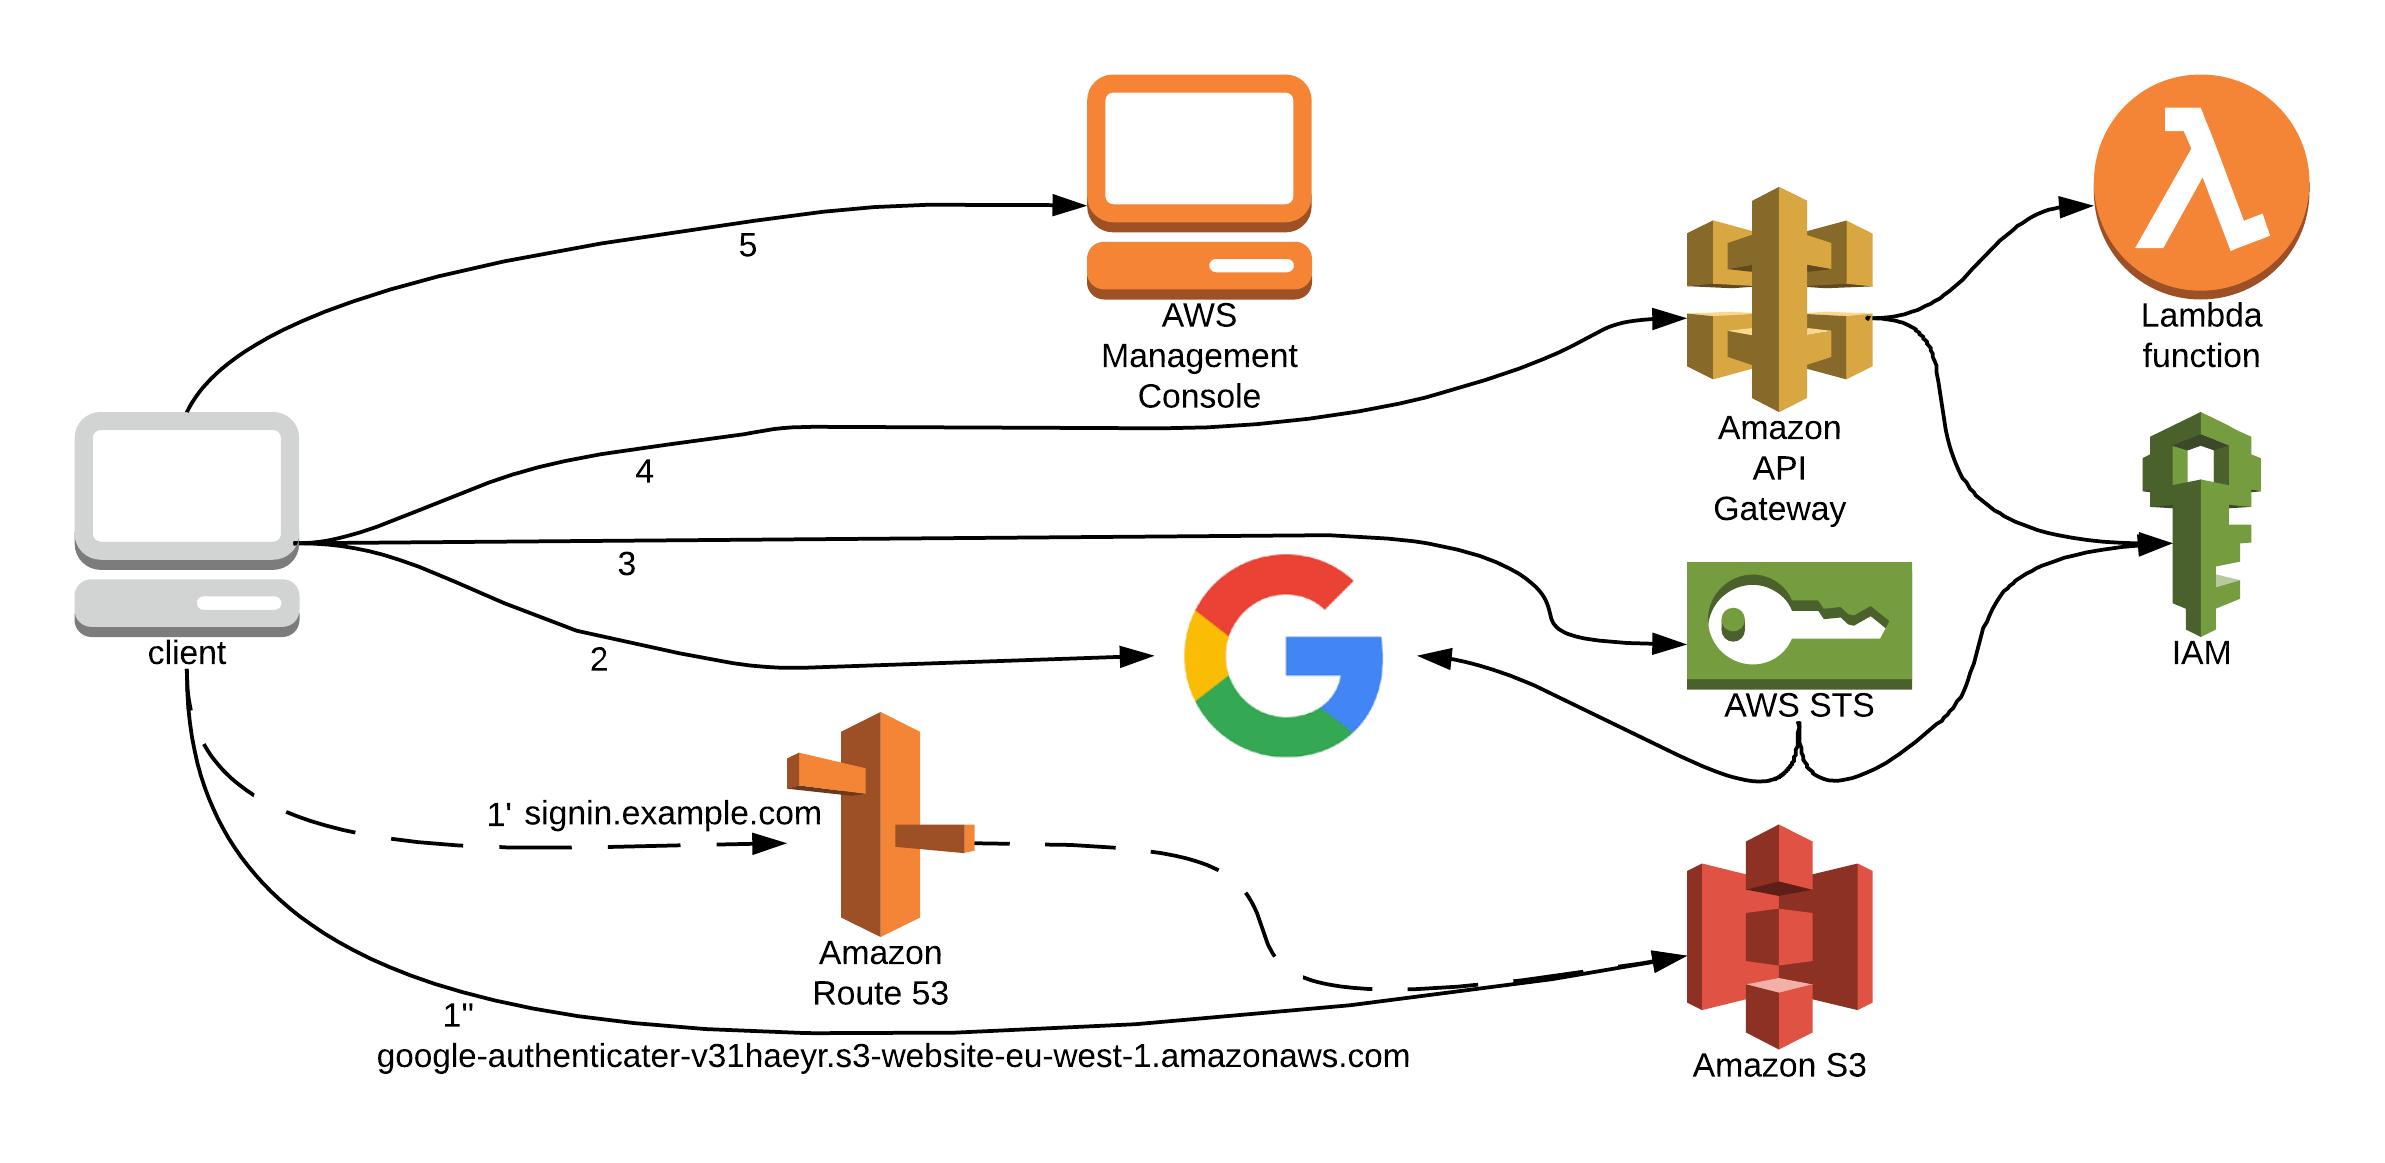 5
AWS
Management
Console
Lambda
function
4
Amazon
API
Gateway
3
client
2
IAM
AWS STS
1' signin.example.com
Amazon
Route 53
1"
google-authenticater-v31haeyr.s3-website-eu-west-1.amazonaws.com
Amazon S3